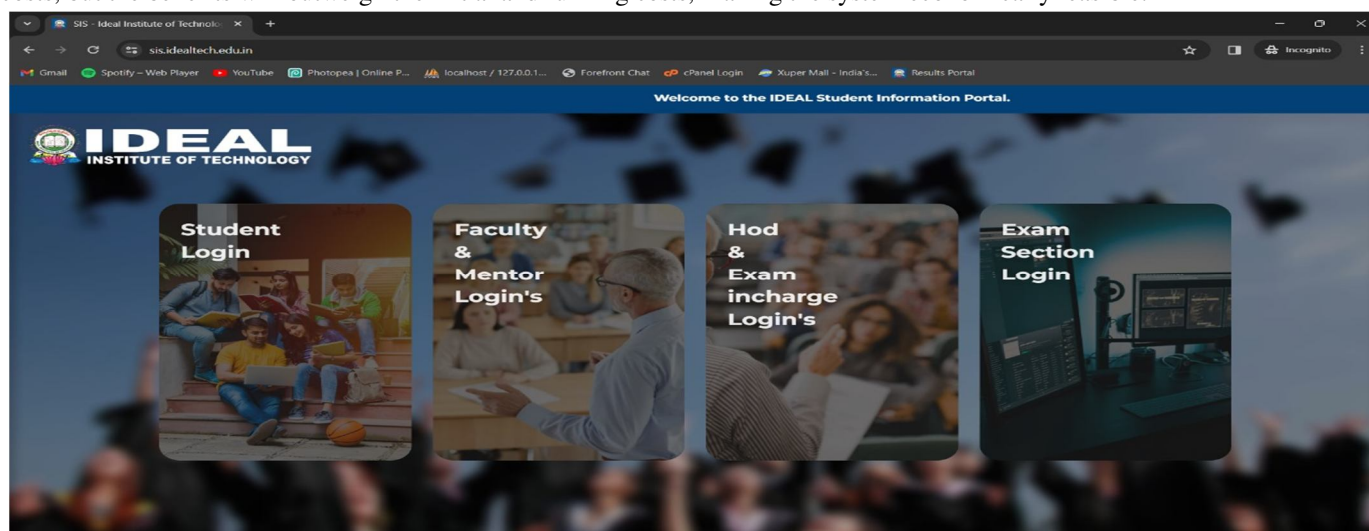 SIS - Ideal Institute of Technolo
sis.idealtech.edu.in
Incognito
Gmail Spotify – Web Player YouTube Photopea | Online P... localhost / 127.0.0.1... Forefront Chat cPanel Login Xuper Mall - India's... Results Portal
Welcome to the IDEAL Student Information Portal.
IDEAL
INSTITUTE OF TECHNOLOGY
Student
Login
Faculty
&
Mentor
Login's
Hod
&
Exam
incharge
Login's
Exam
Section
Login